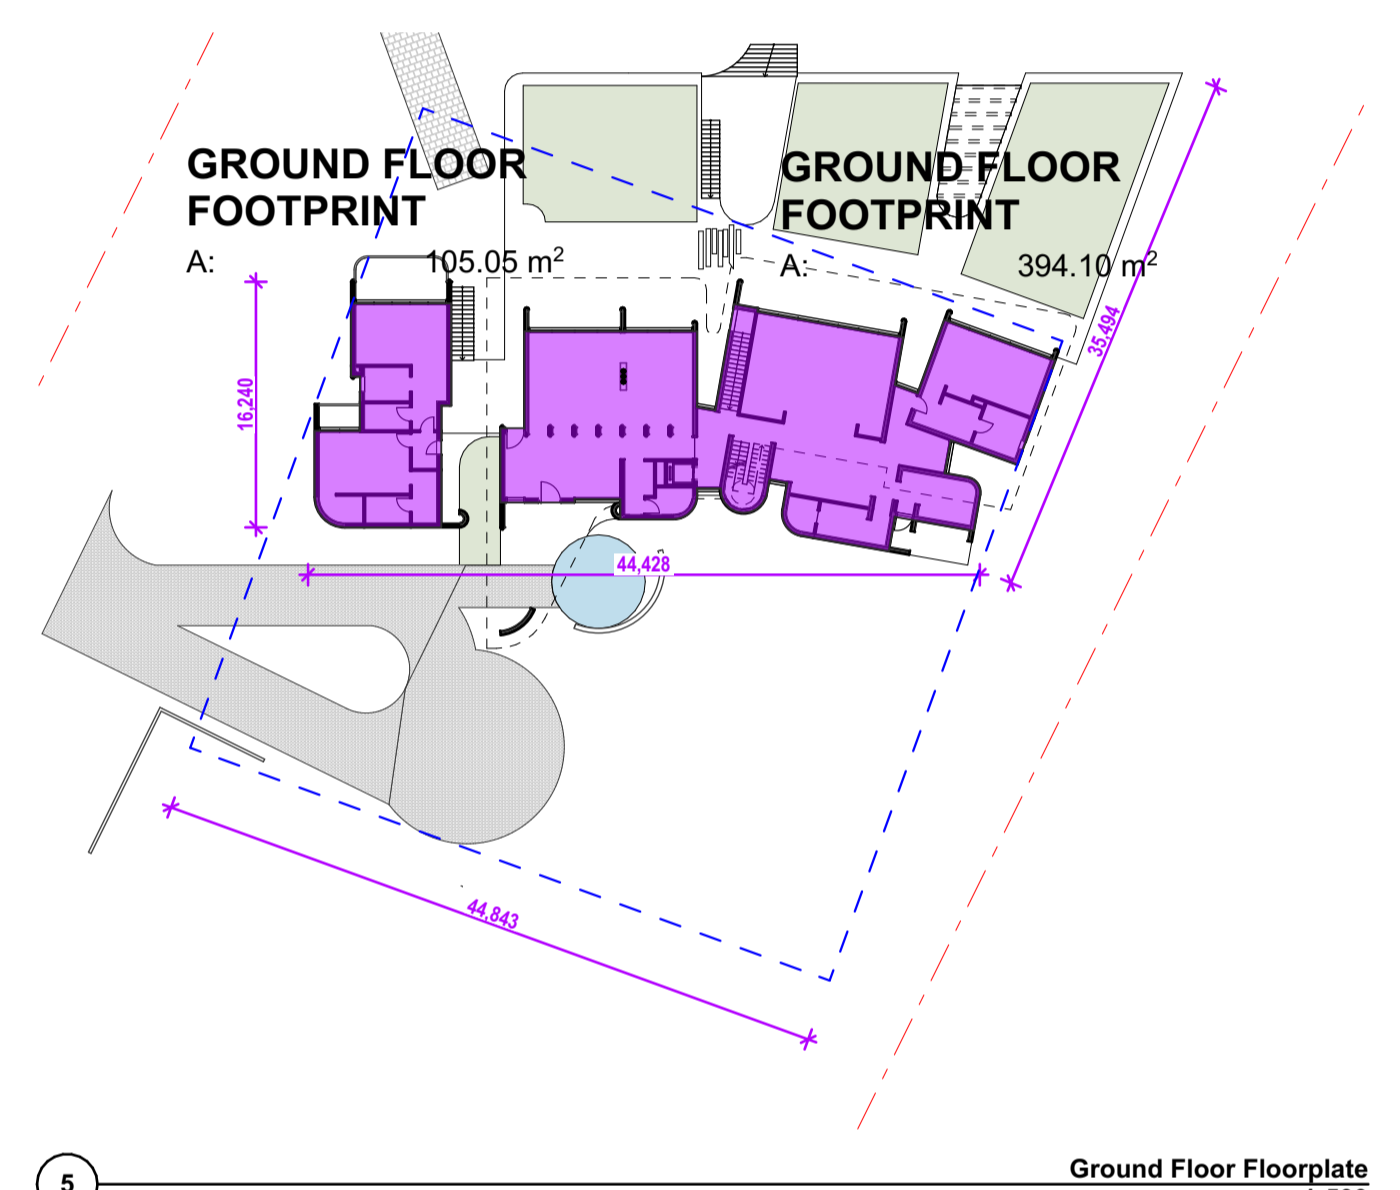 GROUND FLOOR
FOOTPRINT
A: 105.05 m²
GROUND FLOOR
FOOTPRINT
A: 394.10 m²
35,494
16,240
44,428
44,843
5
Ground Floor Floorplate